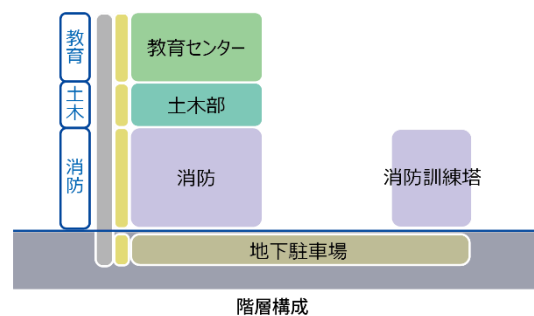 教育
教育センター
土木
土木部
消防
消防
消防訓練塔
地下駐車場
階層構成